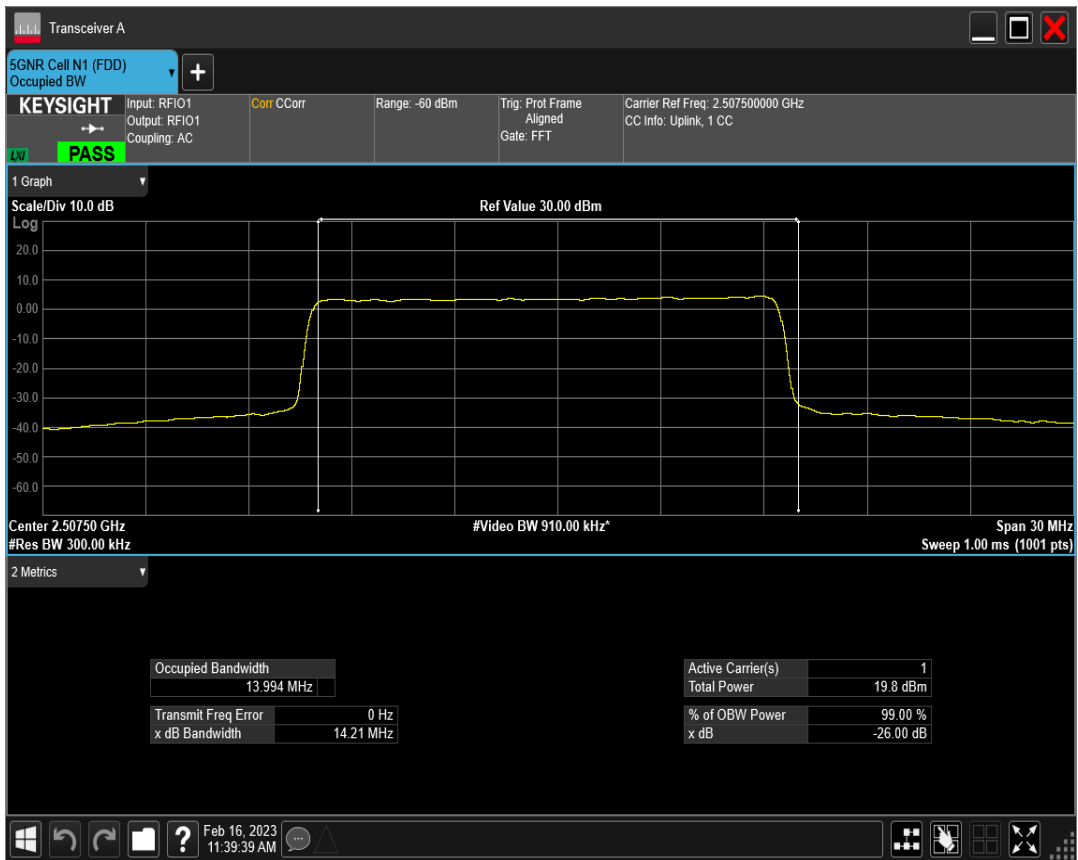 Transceiver A
5GNR Cell N1 (FDD)
Occupied BW
+
KEYSIGHT
LXI
PASS
Input: RFIO1
Output: RFIO1
Coupling: AC
Corr CCorr
Range: -60 dBm
Trig: Prot Frame
Aligned
Gate: FFT
Carrier Ref Freq: 2.507500000 GHz
CC Info: Uplink, 1 CC
1 Graph
Scale/Div 10.0 dB
Ref Value 30.00 dBm
Log
20.0
10.0
0.00
-10.0
-20.0
-30.0
-40.0
-50.0
-60.0
Center 2.50750 GHz
#Video BW 910.00 kHz*
Span 30 MHz
#Res BW 300.00 kHz
Sweep 1.00 ms (1001 pts)
2 Metrics
Occupied Bandwidth
13.994 MHz
Transmit Freq Error 0 Hz
x dB Bandwidth 14.21 MHz
Active Carrier(s) 1
Total Power 19.8 dBm
% of OBW Power 99.00 %
x dB -26.00 dB
?
Feb 16, 2023
11:39:39 AM